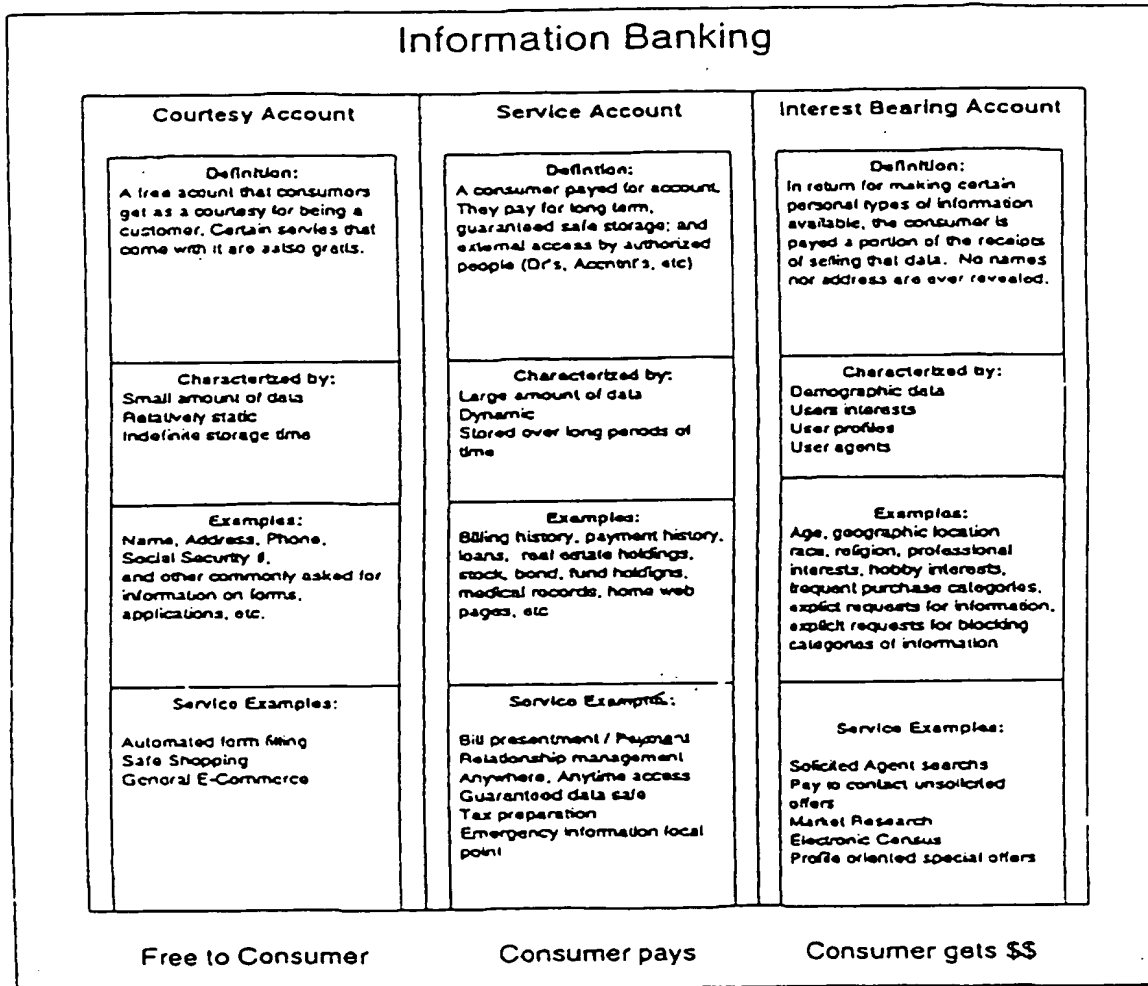 Information Banking
Courtesy Account
Definition:
A free acount that consumers
get as a courtesy for being a
customer. Certain servies that
come with it are aalso gratis.
Characterized by:
Small amount of data
Relatively static
Indefinite storage time
Examples:
Name, Address, Phone,
Social Security #,
and other commonly asked for
information on forms,
applications, etc.
Service Examples:
Automated form filling
Safe Shopping
General E-Commerce
Free to Consumer
Service Account
Defintion:
A consumer payed for account.
They pay for long term,
guaranteed safe storage; and
external access by authorized
people (Dr's, Accntnt's, etc)
Characterized by:
Large amount of data
Dynamic
Stored over long periods of
time
Examples:
Billing history, payment history,
loans, real estate holdings,
stock, bond, fund holdigns,
medical records, home web
pages, etc
Service Examples:
Bill presentment / Payment
Relationship management
Anywhere, Anytime access
Guaranteed data safe
Tax preparation
Emergency information focal
point
Consumer pays
Interest Bearing Account
Definition:
In return for making certain
personal types of information
available, the consumer is
payed a portion of the receipts
of selling that data. No names
nor address are ever revealed.
Characterized by:
Demographic data
Users interests
User profiles
User agents
Examples:
Age, geographic location
race, religion, professional
interests, hobby interests,
frequent purchase categories,
explict requests for information,
explicit requests for blocking
categories of information
Service Examples:
Solicited Agent searchs
Pay to contact unsolicited
offers
Market Research
Electronic Census
Profile oriented special offers
Consumer gets $$